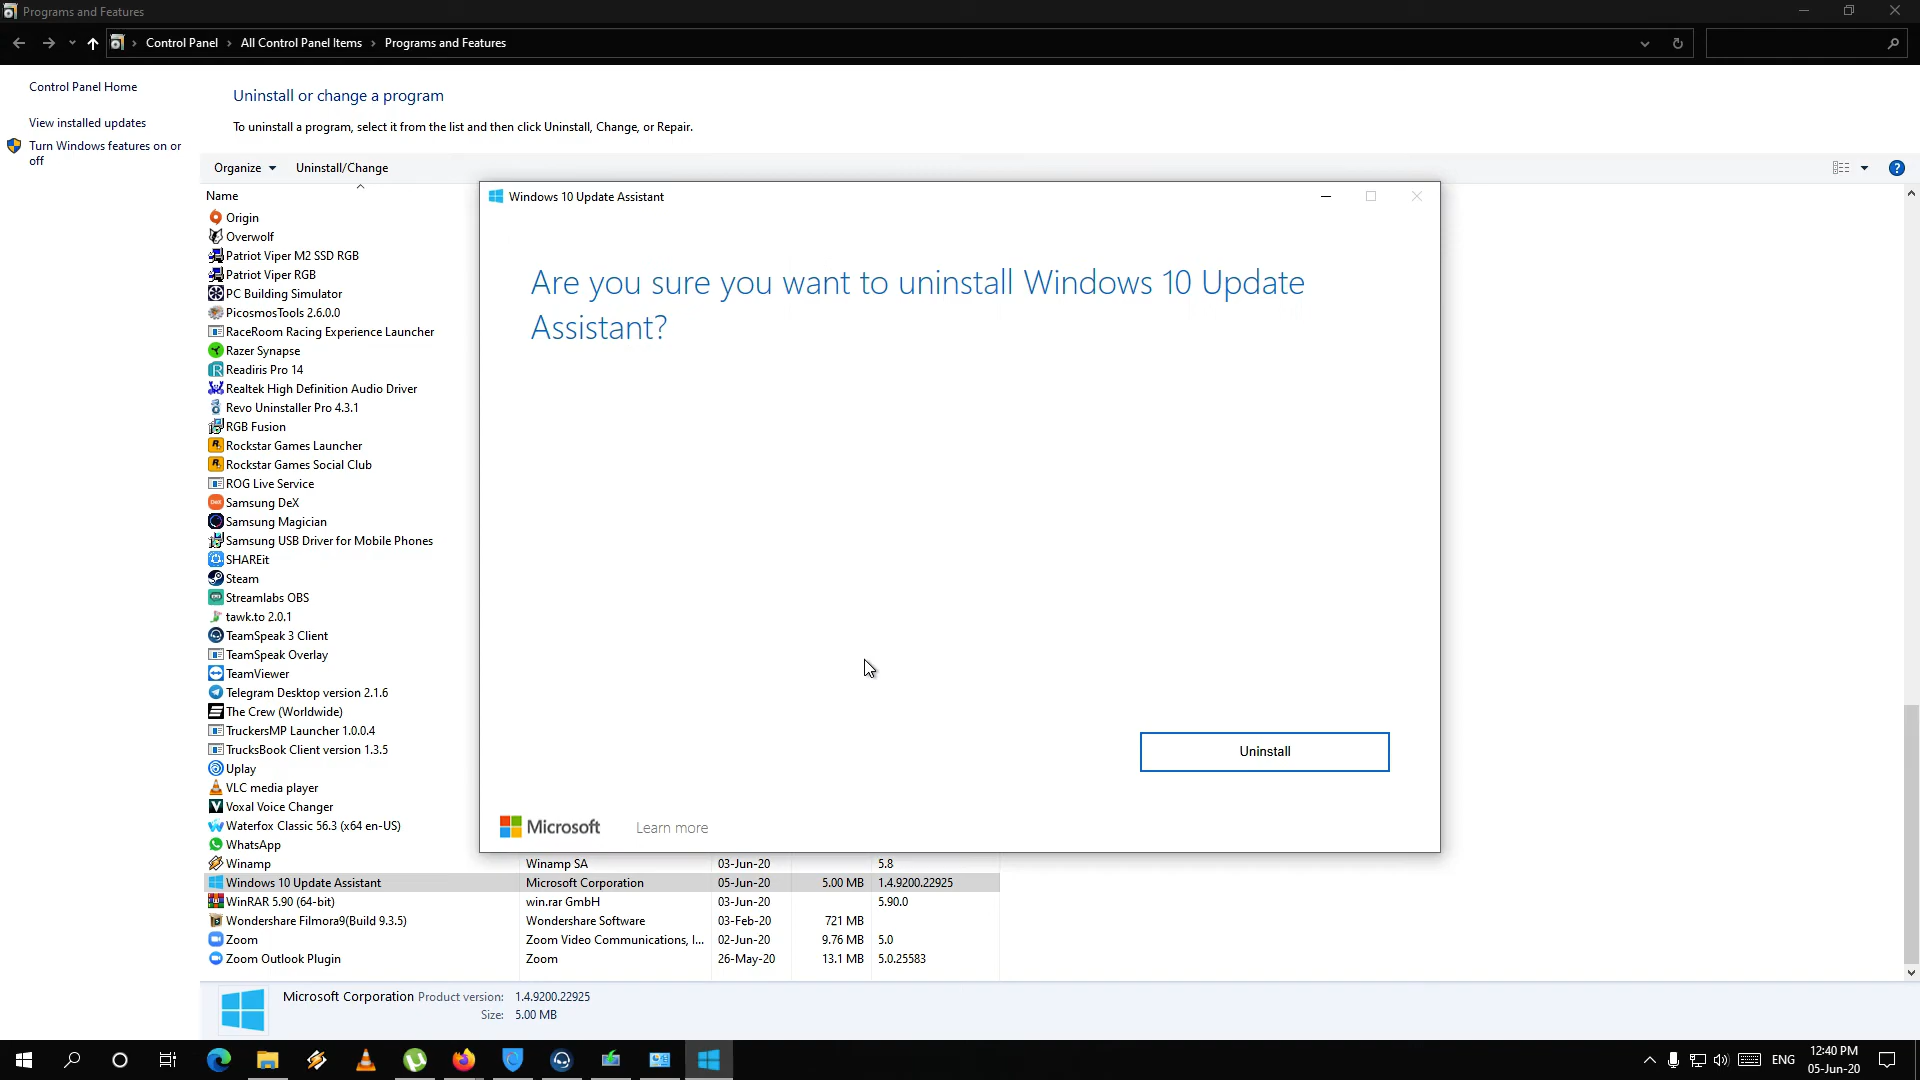 Programs and Features
Control Panel › All Control Panel Items › Programs and Features
Control Panel Home
View installed updates
Turn Windows features on or
off
Uninstall or change a program
To uninstall a program, select it from the list and then click Uninstall, Change, or Repair.
Organize Uninstall/Change
Name
Origin
Overwolf
Patriot Viper M2 SSD RGB
Patriot Viper RGB
PC Building Simulator
PicosmosTools 2.6.0.0
RaceRoom Racing Experience Launcher
Razer Synapse
Readiris Pro 14
Realtek High Definition Audio Driver
Revo Uninstaller Pro 4.3.1
RGB Fusion
Rockstar Games Launcher
Rockstar Games Social Club
ROG Live Service
Samsung DeX
Samsung Magician
Samsung USB Driver for Mobile Phones
SHAREit
Steam
Streamlabs OBS
tawk.to 2.0.1
TeamSpeak 3 Client
TeamSpeak Overlay
TeamViewer
Telegram Desktop version 2.1.6
The Crew (Worldwide)
TruckersMP Launcher 1.0.0.4
TrucksBook Client version 1.3.5
Uplay
VLC media player
Voxal Voice Changer
Waterfox Classic 56.3 (x64 en-US)
WhatsApp
Winamp Winamp SA 03-Jun-20 5.8
Windows 10 Update Assistant Microsoft Corporation 05-Jun-20 5.00 MB 1.4.9200.22925
WinRAR 5.90 (64-bit) win.rar GmbH 03-Jun-20 5.90.0
Wondershare Filmora9(Build 9.3.5) Wondershare Software 03-Feb-20 721 MB
Zoom Zoom Video Communications, I... 02-Jun-20 9.76 MB 5.0
Zoom Outlook Plugin Zoom 26-May-20 13.1 MB 5.0.25583
Windows 10 Update Assistant
Are you sure you want to uninstall Windows 10 Update
Assistant?
Uninstall
Microsoft Learn more
Microsoft Corporation Product version: 1.4.9200.22925
Size: 5.00 MB
ENG
12:40 PM
05-Jun-20